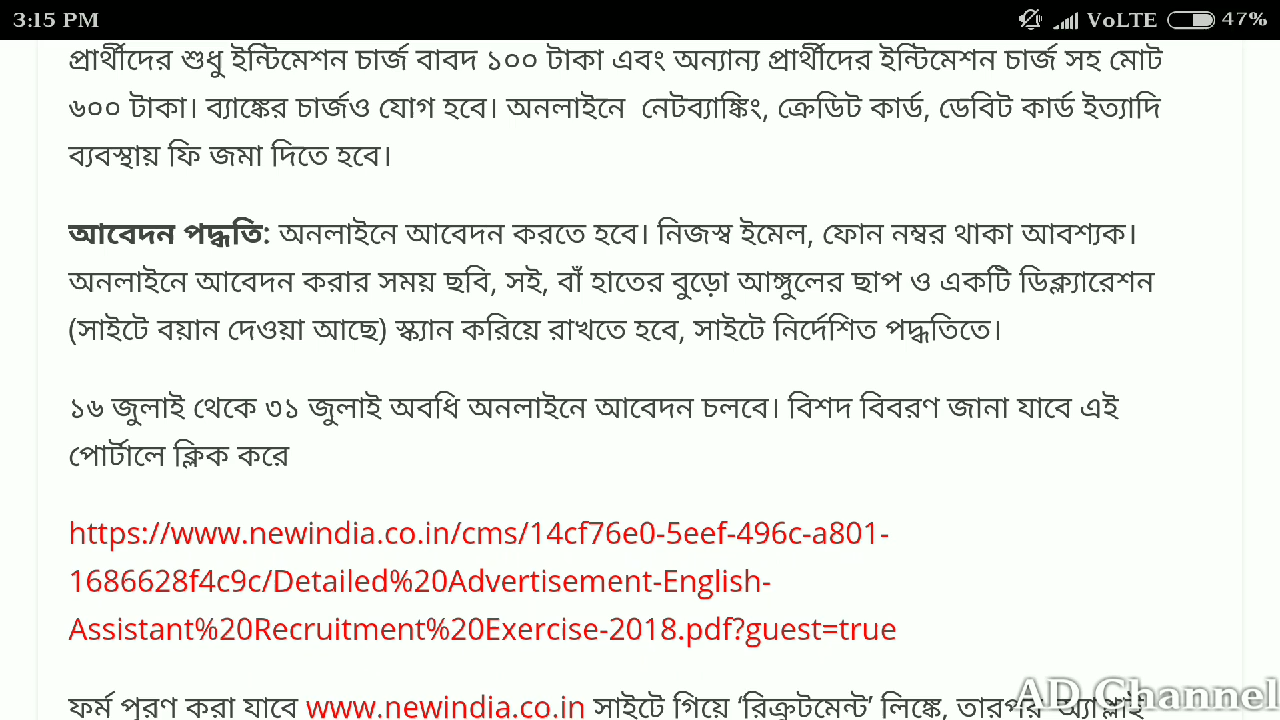 3:15 PM VoLTE 47%
প্রার্থীদের শুধু ইন্টিমেশন চার্জ বাবদ ১০০ টাকা এবং অন্যান্য প্রার্থীদের ইন্টিমেশন চার্জ সহ মোট
৬০০ টাকা। ব্যাঙ্কের চার্জও যোগ হবে। অনলাইনে নেটব্যাঙ্কিং, ক্রেডিট কার্ড, ডেবিট কার্ড ইত্যাদি
ব্যবস্থায় ফি জমা দিতে হবে।
আবেদন পদ্ধতি: অনলাইনে আবেদন করতে হবে। নিজস্ব ইমেল, ফোন নম্বর থাকা আবশ্যক।
অনলাইনে আবেদন করার সময় ছবি, সই, বাঁ হাতের বুড়ো আঙ্গুলের ছাপ ও একটি ডিক্ল্যারেশন
(সাইটে বয়ান দেওয়া আছে) স্ক্যান করিয়ে রাখতে হবে, সাইটে নির্দেশিত পদ্ধতিতে।
১৬ জুলাই থেকে ৩১ জুলাই অবধি অনলাইনে আবেদন চলবে। বিশদ বিবরণ জানা যাবে এই
পোর্টালে ক্লিক করে
https://www.newindia.co.in/cms/14cf76e0-5eef-496c-a801-
1686628f4c9c/Detailed%20Advertisement-English-
Assistant%20Recruitment%20Exercise-2018.pdf?guest=true
ফর্ম পূরণ করা যাবে www.newindia.co.in সাইটে গিয়ে ‘রিক্রুটমেন্ট’ লিঙ্কে, তারপর
AD Channel